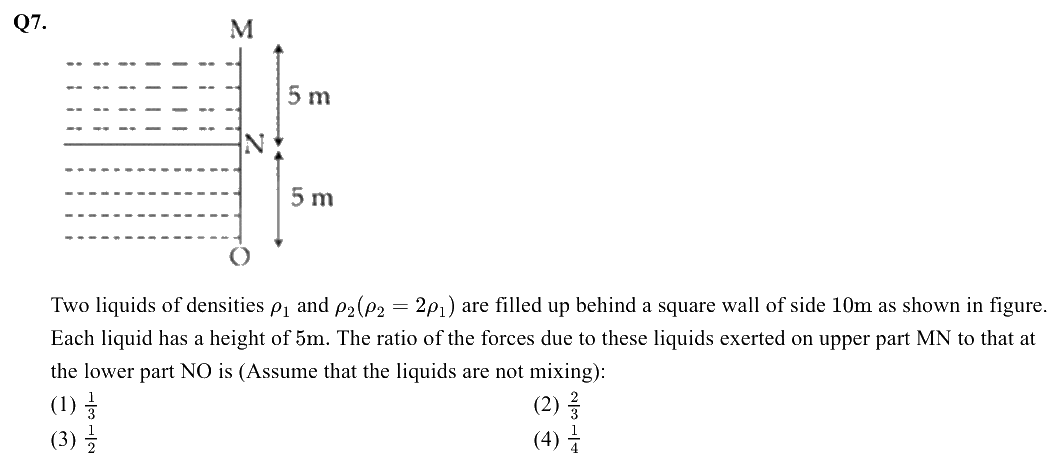 Q7.
M
5 m
N
5 m
O
Two liquids of densities ρ₁ and ρ₂(ρ₂ = 2ρ₁) are filled up behind a square wall of side 10m as shown in figure.
Each liquid has a height of 5m. The ratio of the forces due to these liquids exerted on upper part MN to that at
the lower part NO is (Assume that the liquids are not mixing):
(1) 1/3 (2) 2/3
(3) 1/2 (4) 1/4